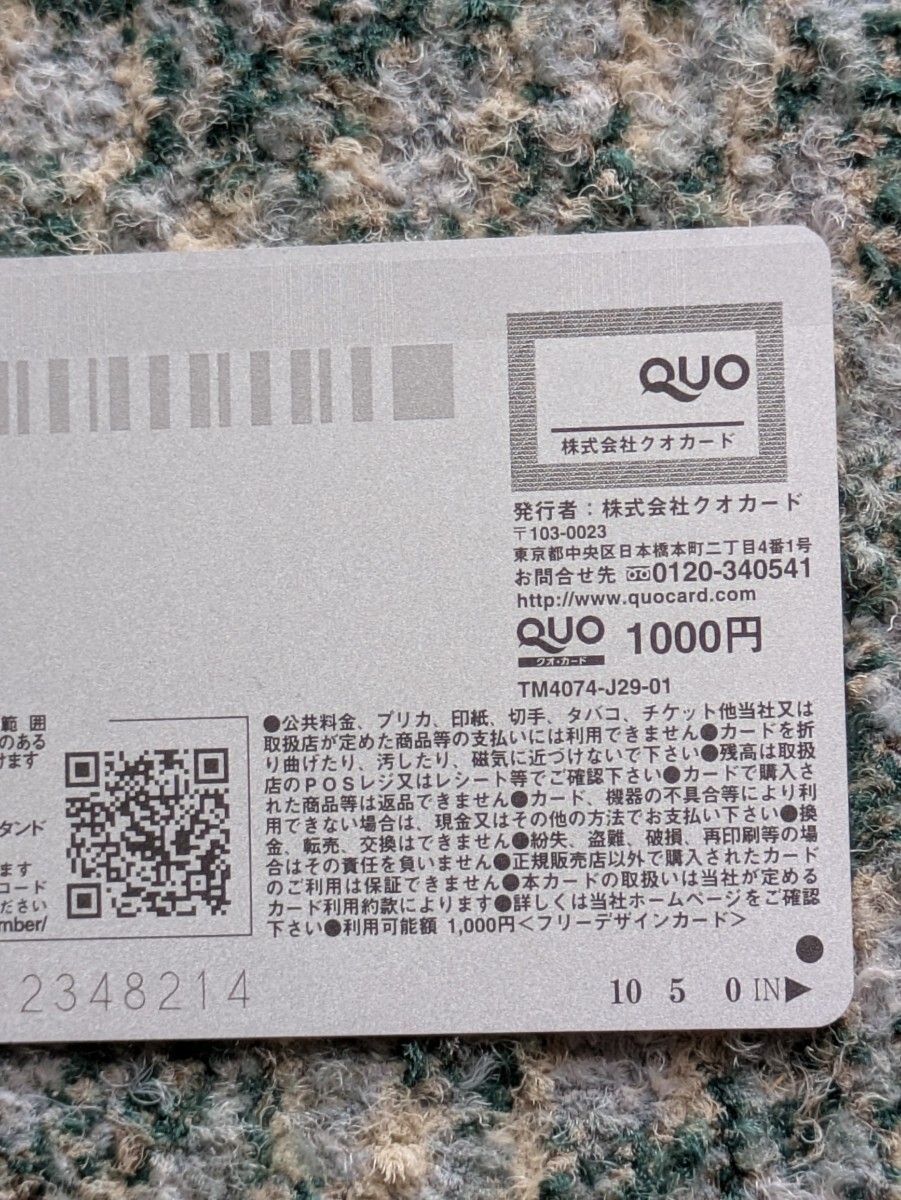 QUO
株式会社クオカード
発行者：株式会社クオカード
〒103-0023
東京都中央区日本橋本町二丁目4番1号
お問合せ先 0120-340541
http://www.quocard.com
QUO 1000円
クオ・カード
TM4074-J29-01
範囲
のある
けます
タンド
ます
コード
ださい
mber/
●公共料金、プリカ、印紙、切手、タバコ、チケット他当社又は
取扱店が定めた商品等の支払いには利用できません●カードを折
り曲げたり、汚したり、磁気に近づけないで下さい●残高は取扱
店のPOSレジ又はレシート等でご確認下さい●カードで購入さ
れた商品等は返品できません●カード、機器の不具合等により利
用できない場合は、現金又はその他の方法でお支払い下さい●換
金、転売、交換はできません●紛失、盗難、破損、再印刷等の場
合はその責任を負いません●正規販売店以外で購入されたカード
のご利用は保証できません●本カードの取扱いは当社が定める
カード利用約款によります●詳しくは当社ホームページをご確認
下さい●利用可能額 1,000円＜フリーデザインカード＞
2348214
10 5 0 IN▶